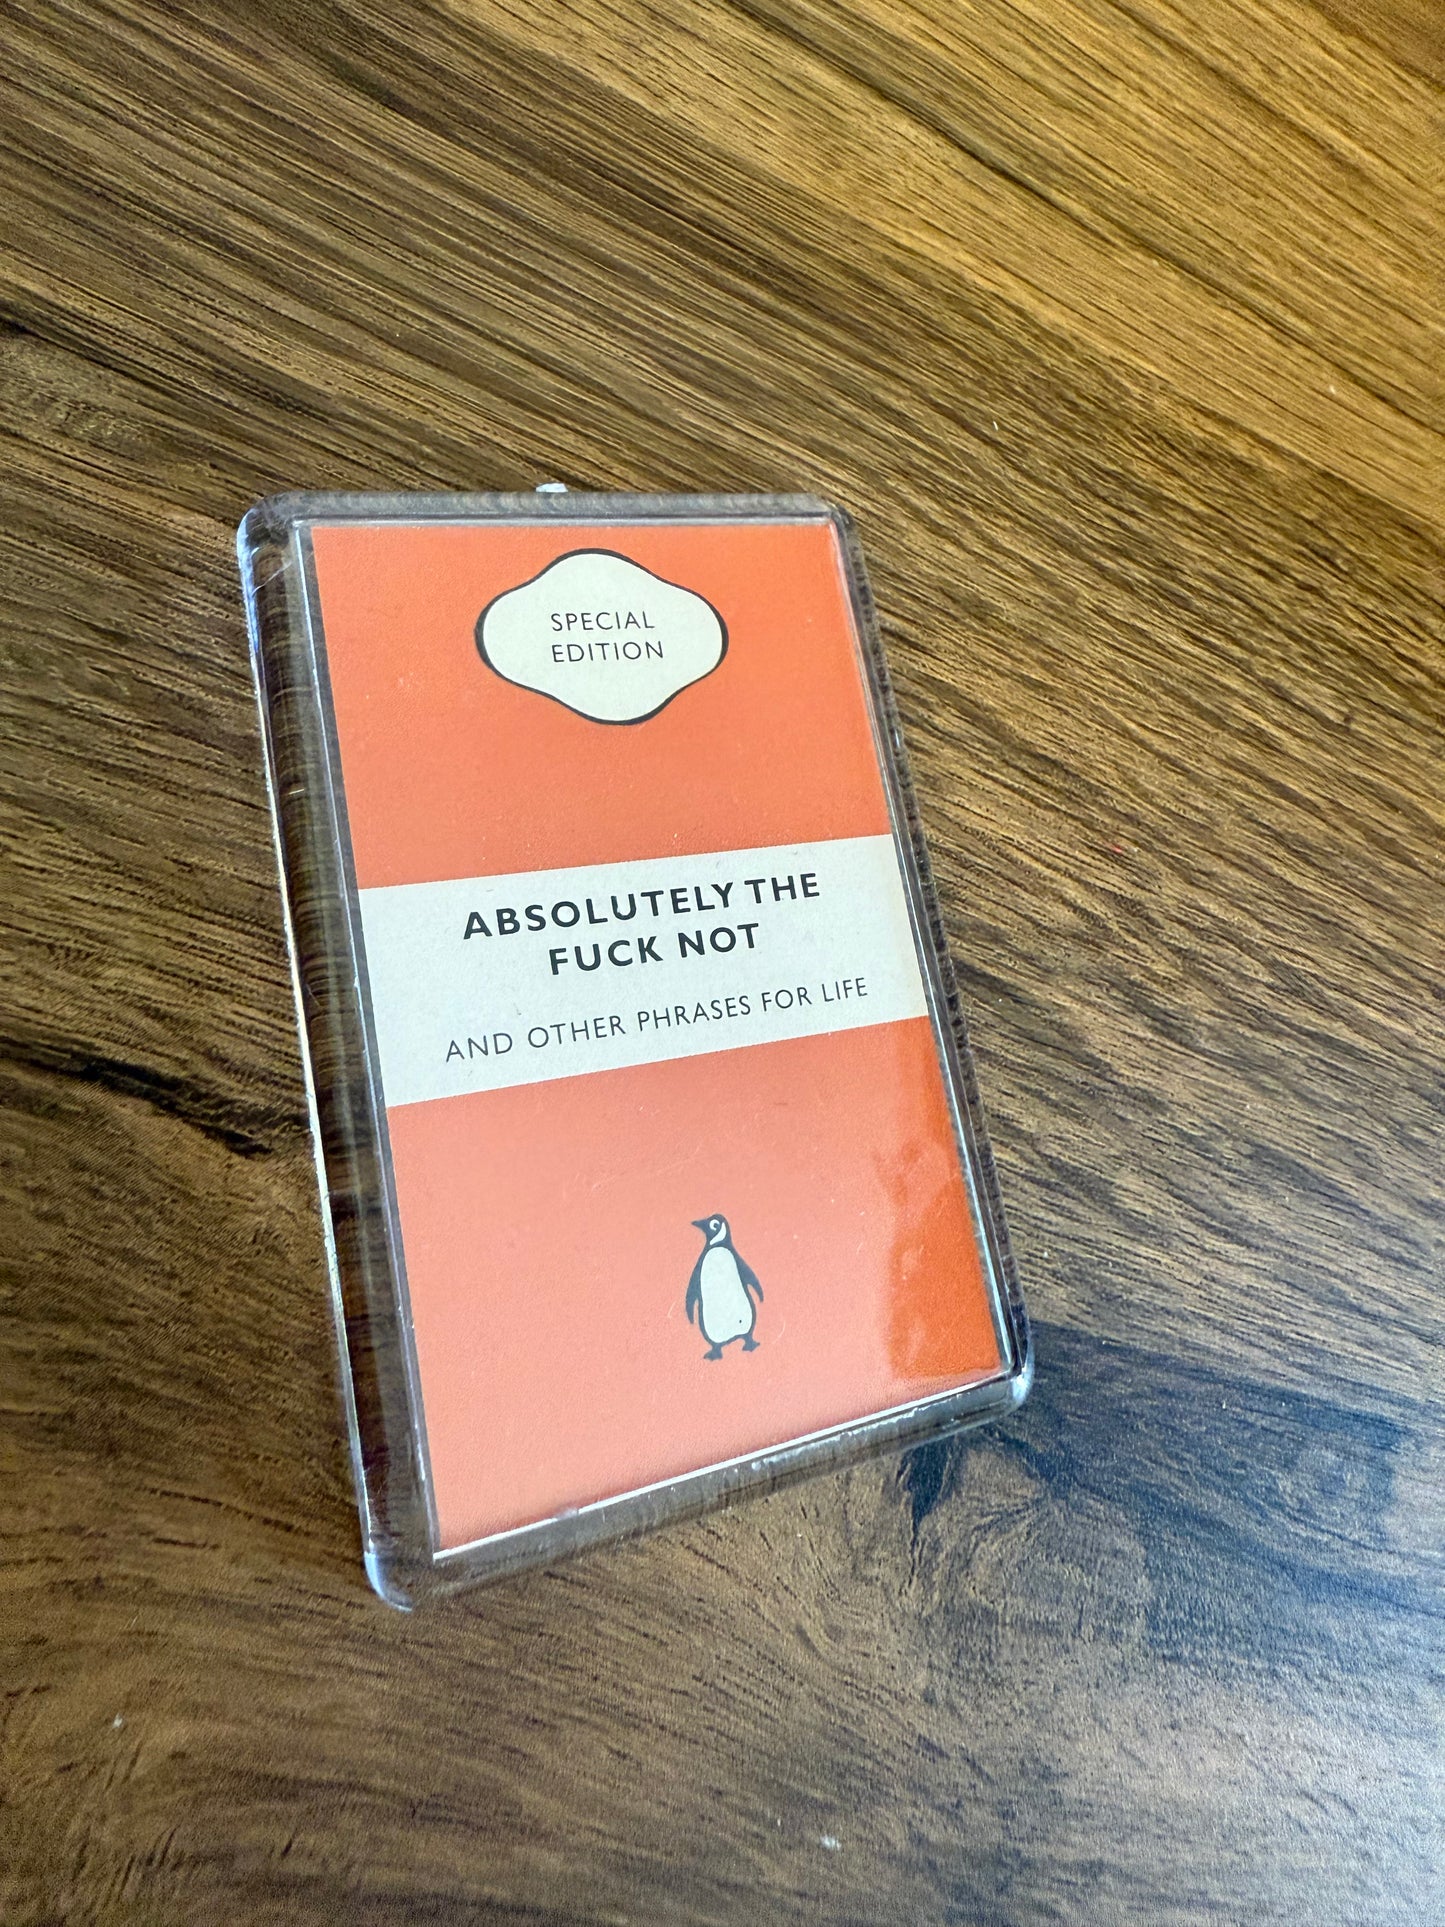 SPECIAL
EDITION
ABSOLUTELY THE
FUCK NOT
AND OTHER PHRASES FOR LIFE